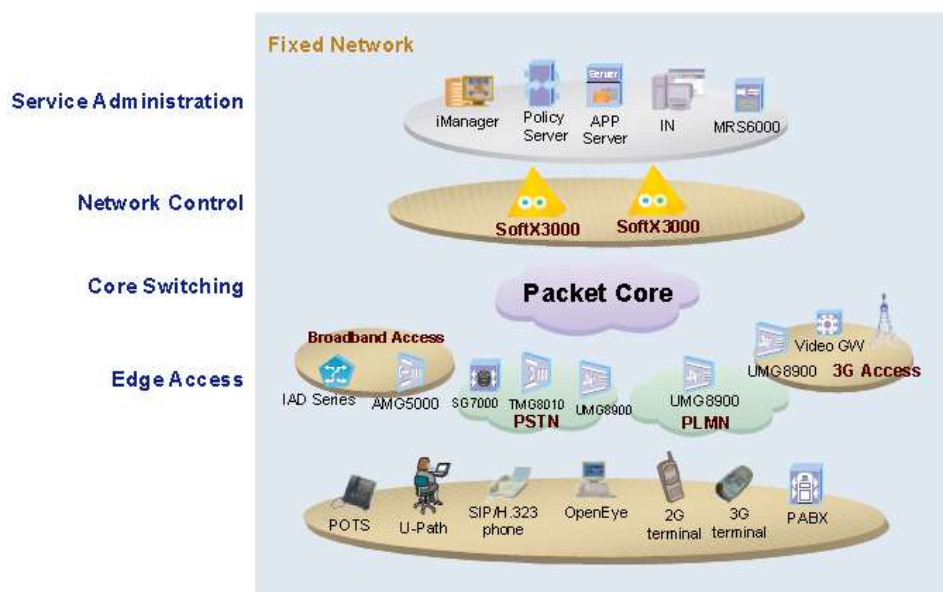 Fixed Network
Service Administration
Server
iManager
Policy
Server
APP
Server
IN
MRS6000
Network Control
SoftX3000
SoftX3000
Core Switching
Packet Core
Broadband Access
Edge Access
IAD Series
AMG5000
SG7000
TMG8010
UMG8900
PSTN
UMG8900
PLMN
UMG8900
Video GW
3G Access
POTS
U-Path
SIP/H.323
phone
OpenEye
2G
terminal
3G
terminal
PABX